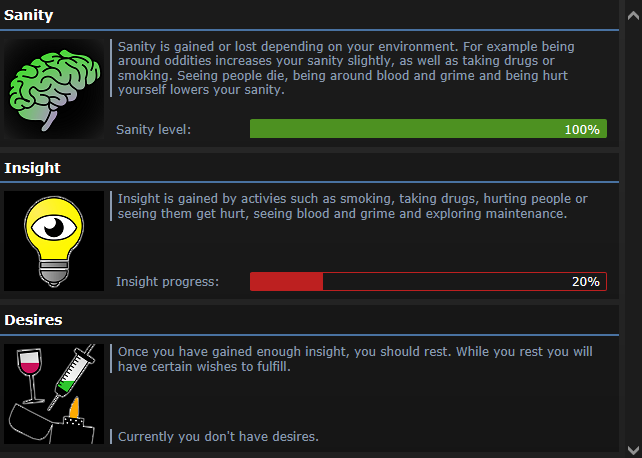 Sanity
Sanity is gained or lost depending on your environment. For example being
around oddities increases your sanity slightly, as well as taking drugs or
smoking. Seeing people die, being around blood and grime and being hurt
yourself lowers your sanity.
Sanity level:
100%
Insight
Insight is gained by activies such as smoking, taking drugs, hurting people or
seeing them get hurt, seeing blood and grime and exploring maintenance.
Insight progress:
20%
Desires
Once you have gained enough insight, you should rest. While you rest you will
have certain wishes to fulfill.
Currently you don't have desires.